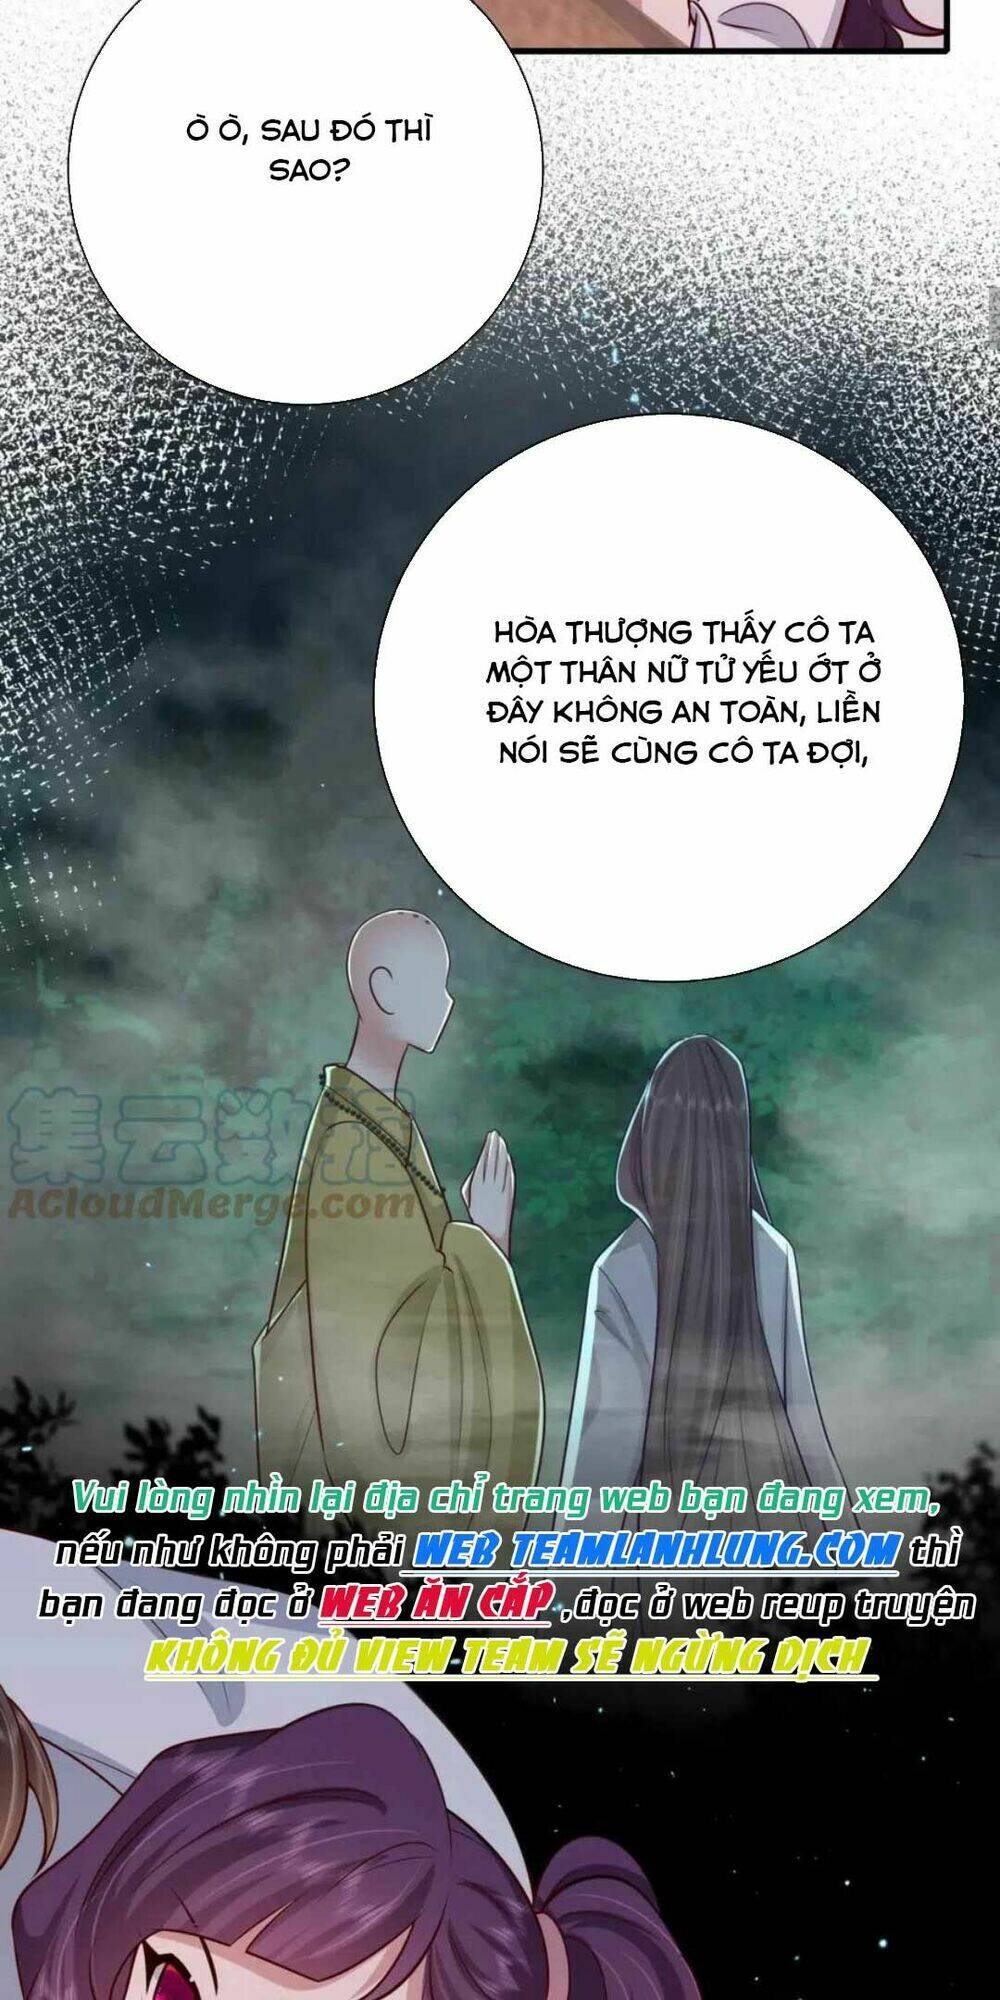 Ò Ò, SAU ĐÓ THÌ
SAO?
HÒA THƯỢNG THẤY CÔ TA
MỘT THÂN NỮ TỬ YẾU ỚT Ở
ĐÂY KHÔNG AN TOÀN, LIỀN
NÓI SẼ CÙNG CÔ TA ĐỢI,
集云数据
ACloudMerge.com
Vui lòng nhìn lại địa chỉ trang web bạn đang xem,
nếu như không phải WEB TEAMLANHLUNG.COM thì
bạn đang đọc ở WEB ĂN CẮP ,đọc ở web reup truyện
KHÔNG ĐỦ VIEW TEAM SẼ NGỪNG DỊCH